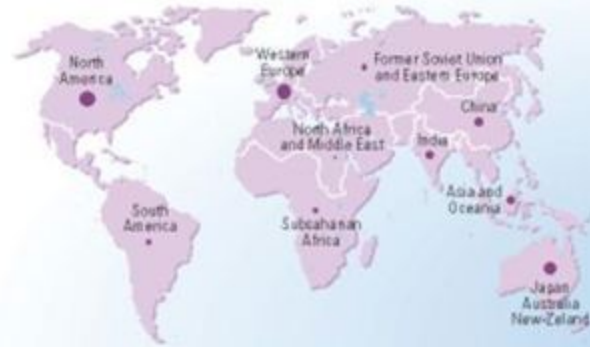 North
America
Western
Europe
Former Soviet Union
and Eastern Europe
China
North Africa
and Middle East
India
Asia and
Oceania
South
America
Subsaharian
Africa
Japan
Australia
New-Zeland